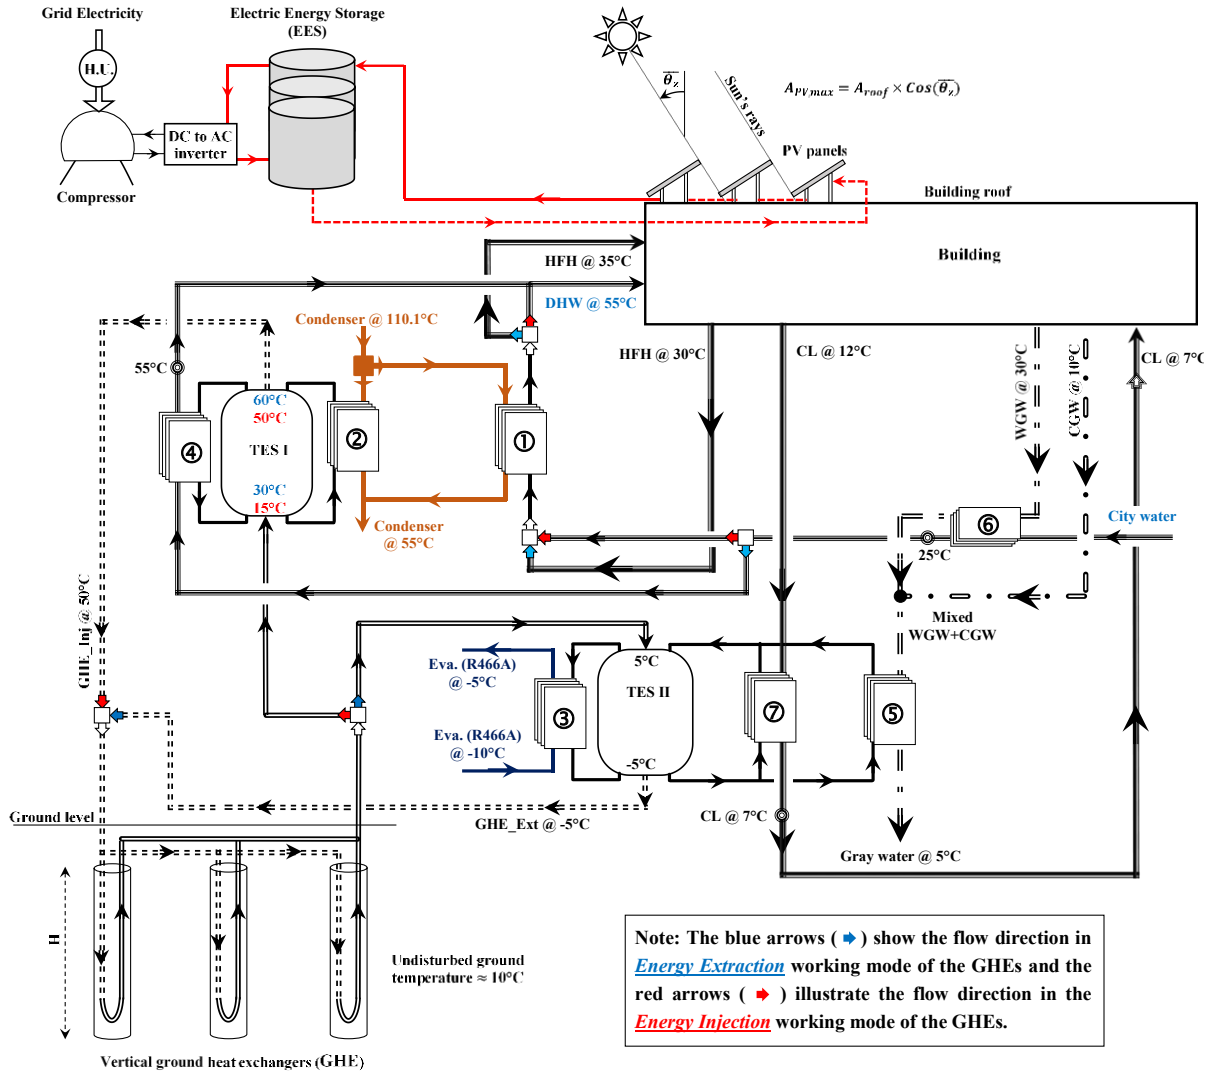 Grid Electricity
H.U.
Compressor
DC to AC
inverter
Electric Energy Storage
(EES)
θz
Sun's rays
A_PVmax = A_roof × Cos(θz)
PV panels
Building roof
Building
HFH @ 35°C
DHW @ 55°C
Condenser @ 110.1°C
HFH @ 30°C
CL @ 12°C
WGW @ 30°C
CGW @ 10°C
CL @ 7°C
55°C
60°C
50°C
TES I
30°C
15°C
④
②
①
Condenser
@ 55°C
⑥
City water
25°C
Mixed
WGW+CGW
GHE_Inj @ 50°C
Eva. (R466A)
@ -5°C
Eva. (R466A)
@ -10°C
③
5°C
TES II
-5°C
⑦
⑤
GHE_Ext @ -5°C
CL @ 7°C
Gray water @ 5°C
Ground level
H
Undisturbed ground
temperature ≈ 10°C
Vertical ground heat exchangers (GHE)
Note: The blue arrows ( ) show the flow direction in
Energy Extraction working mode of the GHEs and the
red arrows ( ) illustrate the flow direction in the
Energy Injection working mode of the GHEs.